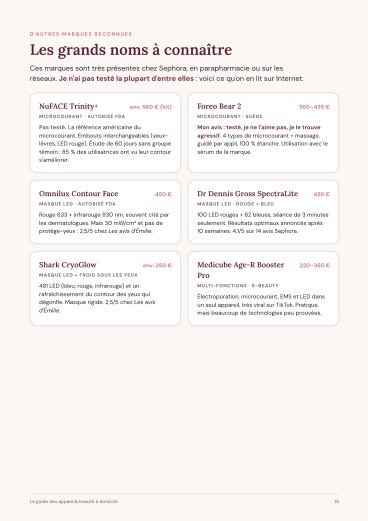 D'AUTRES MARQUES RECONNUES
Les grands noms à connaître
Ces marques sont très présentes chez Sephora, en parapharmacie ou sur les
réseaux. Je n'ai pas testé la plupart d'entre elles : voici ce qu'on en lit sur Internet.
NuFACE Trinity+ env. 560 € (kit)
MICROCOURANT · AUTORISÉ FDA
Pas testé. La référence américaine du
microcourant. Embouts interchangeables (yeux-
lèvres, LED rouge). Étude de 60 jours sans groupe
témoin : 85 % des utilisatrices ont vu leur contour
s'améliorer.
Foreo Bear 2 380–435 €
MICROCOURANT · SUÈDE
Mon avis : testé, je ne l'aime pas, je le trouve
agressif. 4 types de microcourant + massage,
guidé par appli, 100 % étanche. Utilisation avec le
sérum de la marque.
Omnilux Contour Face 450 €
MASQUE LED · AUTORISÉ FDA
Rouge 633 + infrarouge 830 nm, souvent cité par
les dermatologues. Mais 30 mW/cm² et pas de
protège-yeux : 2,5/5 chez Les avis
d'Émilie.
Dr Dennis Gross SpectraLite 455 €
MASQUE LED · ROUGE + BLEU
100 LED rouges + 62 bleues, séance de 3 minutes
seulement. Résultats optimaux annoncés après
10 semaines. 4,1/5 sur 14 avis Sephora.
Shark CryoGlow env. 350 €
MASQUE LED + FROID SOUS LES YEUX
481 LED (bleu, rouge, infrarouge) et un
rafraîchissement du contour des yeux qui
dégonfle. Masque rigide. 2,5/5 chez Les avis
d'Émilie.
Medicube Age-R Booster 220–365 €
Pro
MULTI-FONCTIONS · K-BEAUTY
Électroporation, microcourant, EMS et LED dans
un seul appareil, très viral sur TikTok. Pratique,
mais beaucoup de technologies peu prouvées.
Le guide des appareils beauté à domicile